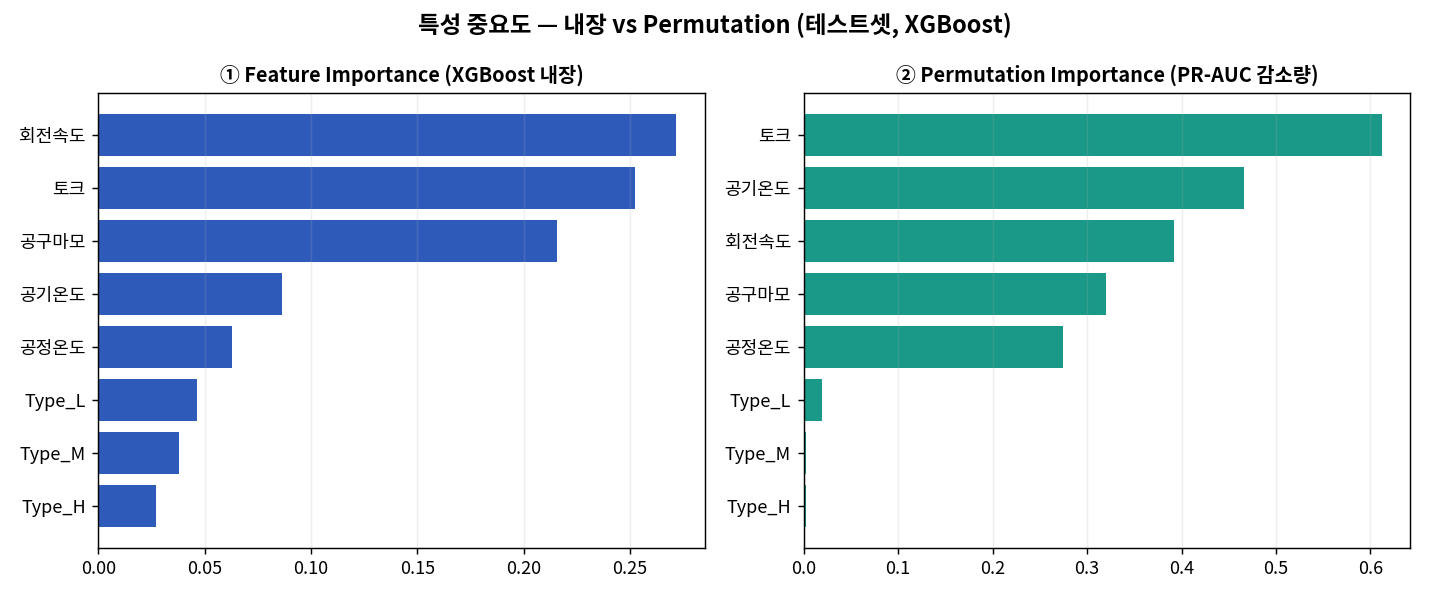 특성 중요도 — 내장 vs Permutation (테스트셋, XGBoost)
① Feature Importance (XGBoost 내장)
회전속도
토크
공구마모
공기온도
공정온도
Type_L
Type_M
Type_H
0.00 0.05 0.10 0.15 0.20 0.25
② Permutation Importance (PR-AUC 감소량)
토크
공기온도
회전속도
공구마모
공정온도
Type_L
Type_M
Type_H
0.0 0.1 0.2 0.3 0.4 0.5 0.6